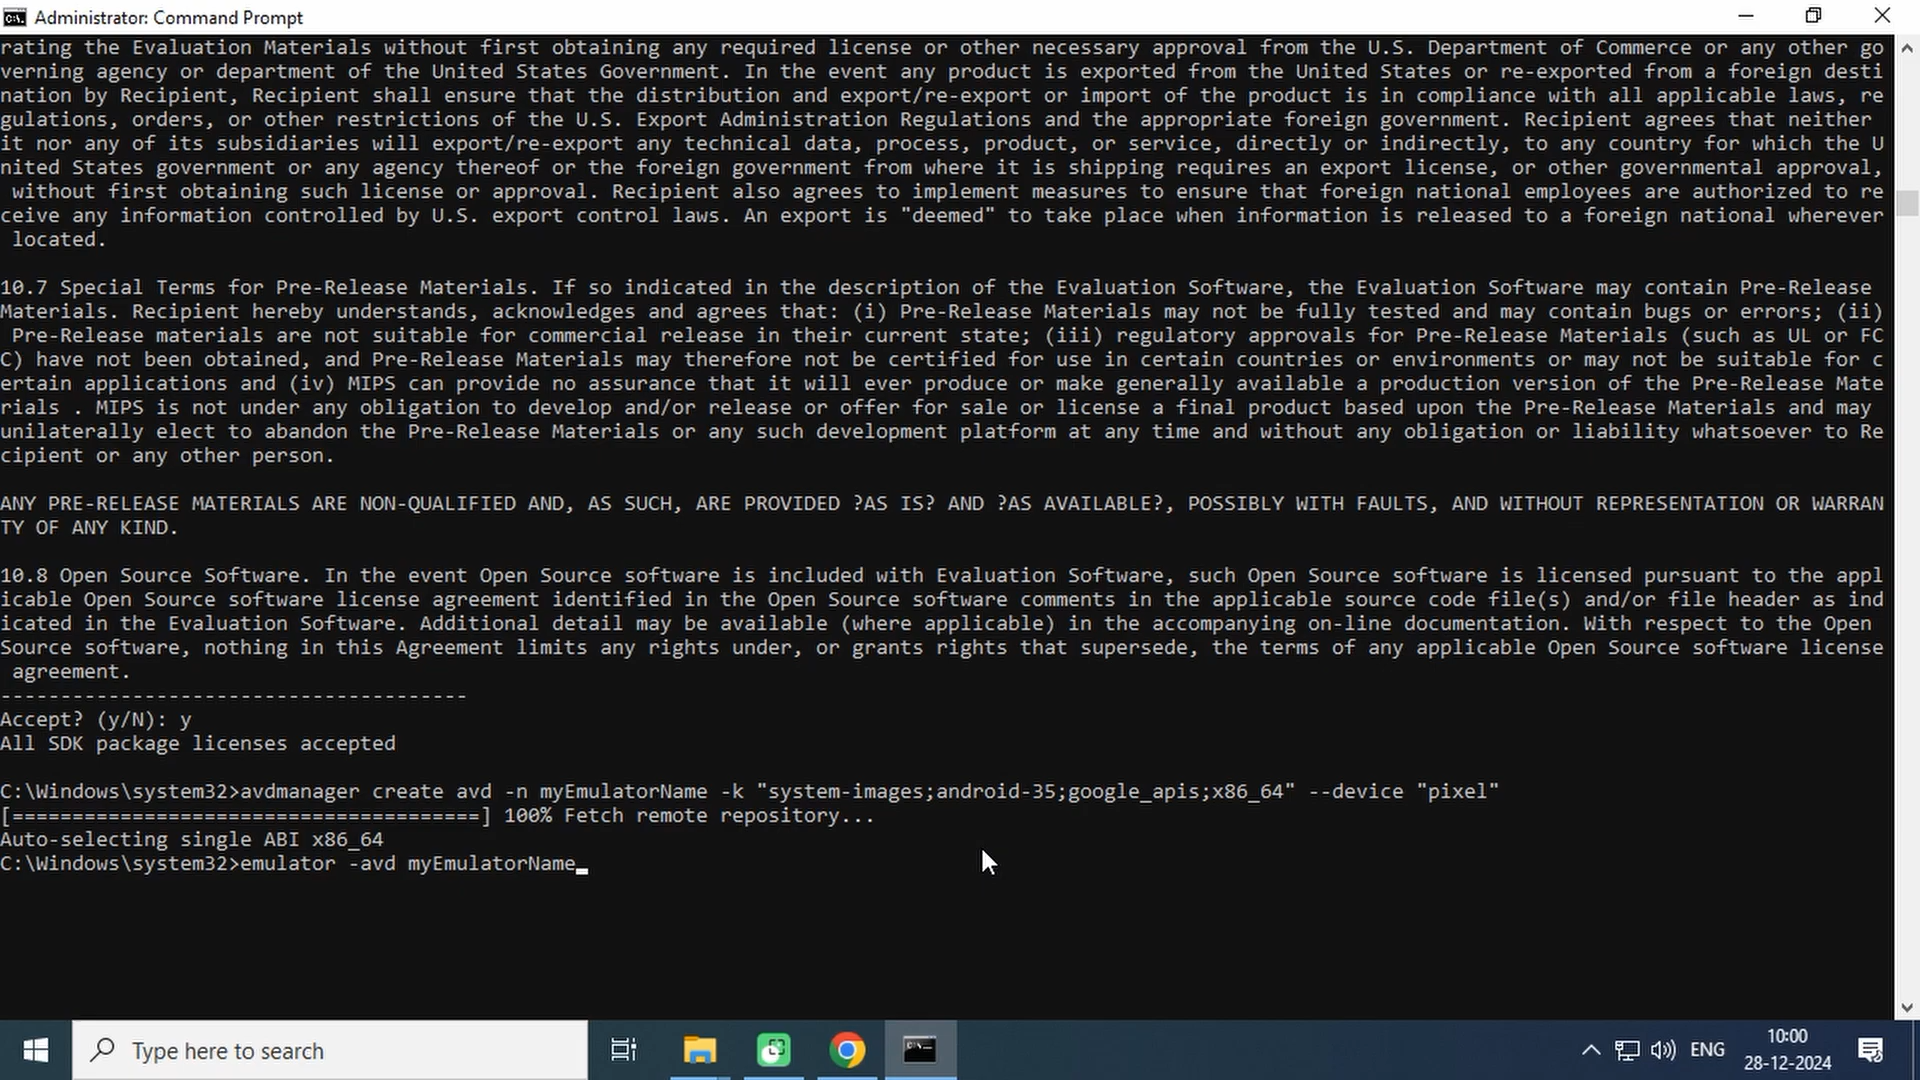 Administrator: Command Prompt
rating the Evaluation Materials without first obtaining any required license or other necessary approval from the U.S. Department of Commerce or any other go
verning agency or department of the United States Government. In the event any product is exported from the United States or re-exported from a foreign desti
nation by Recipient, Recipient shall ensure that the distribution and export/re-export or import of the product is in compliance with all applicable laws, re
gulations, orders, or other restrictions of the U.S. Export Administration Regulations and the appropriate foreign government. Recipient agrees that neither
it nor any of its subsidiaries will export/re-export any technical data, process, product, or service, directly or indirectly, to any country for which the U
nited States government or any agency thereof or the foreign government from where it is shipping requires an export license, or other governmental approval,
without first obtaining such license or approval. Recipient also agrees to implement measures to ensure that foreign national employees are authorized to re
ceive any information controlled by U.S. export control laws. An export is "deemed" to take place when information is released to a foreign national wherever
located.
10.7 Special Terms for Pre-Release Materials. If so indicated in the description of the Evaluation Software, the Evaluation Software may contain Pre-Release
Materials. Recipient hereby understands, acknowledges and agrees that: (i) Pre-Release Materials may not be fully tested and may contain bugs or errors; (ii)
Pre-Release materials are not suitable for commercial release in their current state; (iii) regulatory approvals for Pre-Release Materials (such as UL or FC
C) have not been obtained, and Pre-Release Materials may therefore not be certified for use in certain countries or environments or may not be suitable for c
ertain applications and (iv) MIPS can provide no assurance that it will ever produce or make generally available a production version of the Pre-Release Mate
rials . MIPS is not under any obligation to develop and/or release or offer for sale or license a final product based upon the Pre-Release Materials and may
unilaterally elect to abandon the Pre-Release Materials or any such development platform at any time and without any obligation or liability whatsoever to Re
cipient or any other person.
ANY PRE-RELEASE MATERIALS ARE NON-QUALIFIED AND, AS SUCH, ARE PROVIDED ?AS IS? AND ?AS AVAILABLE?, POSSIBLY WITH FAULTS, AND WITHOUT REPRESENTATION OR WARRAN
TY OF ANY KIND.
10.8 Open Source Software. In the event Open Source software is included with Evaluation Software, such Open Source software is licensed pursuant to the appl
icable Open Source software license agreement identified in the Open Source software comments in the applicable source code file(s) and/or file header as ind
icated in the Evaluation Software. Additional detail may be available (where applicable) in the accompanying on-line documentation. With respect to the Open
Source software, nothing in this Agreement limits any rights under, or grants rights that supersede, the terms of any applicable Open Source software license
agreement.
---------------------------------------
Accept? (y/N): y
All SDK package licenses accepted
C:\Windows\system32>avdmanager create avd -n myEmulatorName -k "system-images;android-35;google_apis;x86_64" --device "pixel"
[=======================================] 100% Fetch remote repository...
Auto-selecting single ABI x86_64
C:\Windows\system32>emulator -avd myEmulatorName_
Type here to search
ENG
10:00
28-12-2024